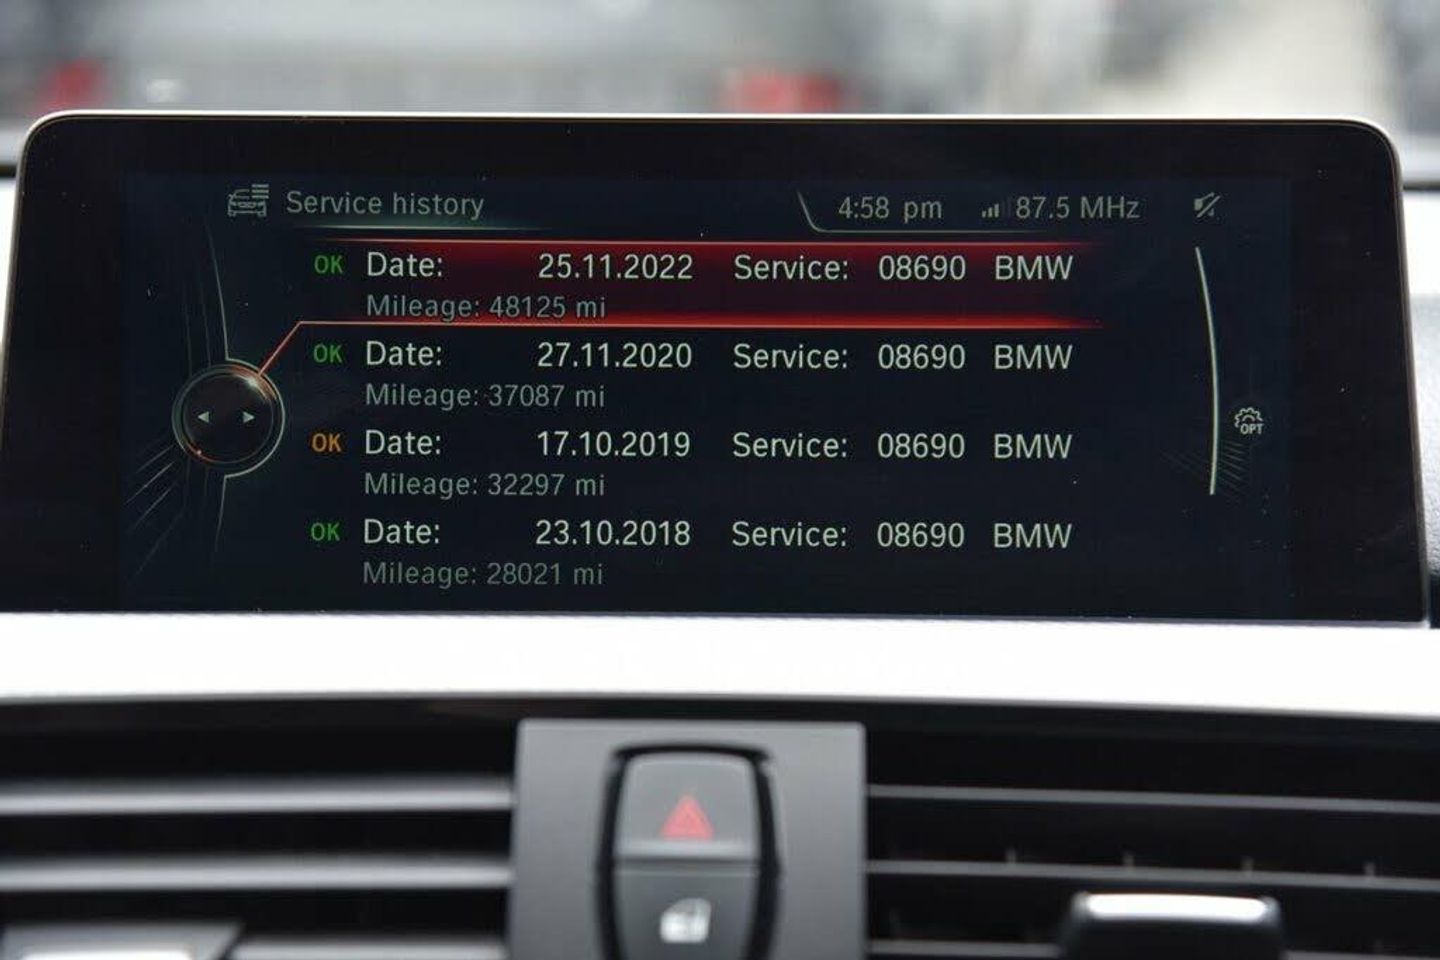 Service history 4:58 pm 87.5 MHz
OK Date: 25.11.2022 Service: 08690 BMW
Mileage: 48125 mi
OK Date: 27.11.2020 Service: 08690 BMW
Mileage: 37087 mi
OK Date: 17.10.2019 Service: 08690 BMW
Mileage: 32297 mi
OPT
OK Date: 23.10.2018 Service: 08690 BMW
Mileage: 28021 mi